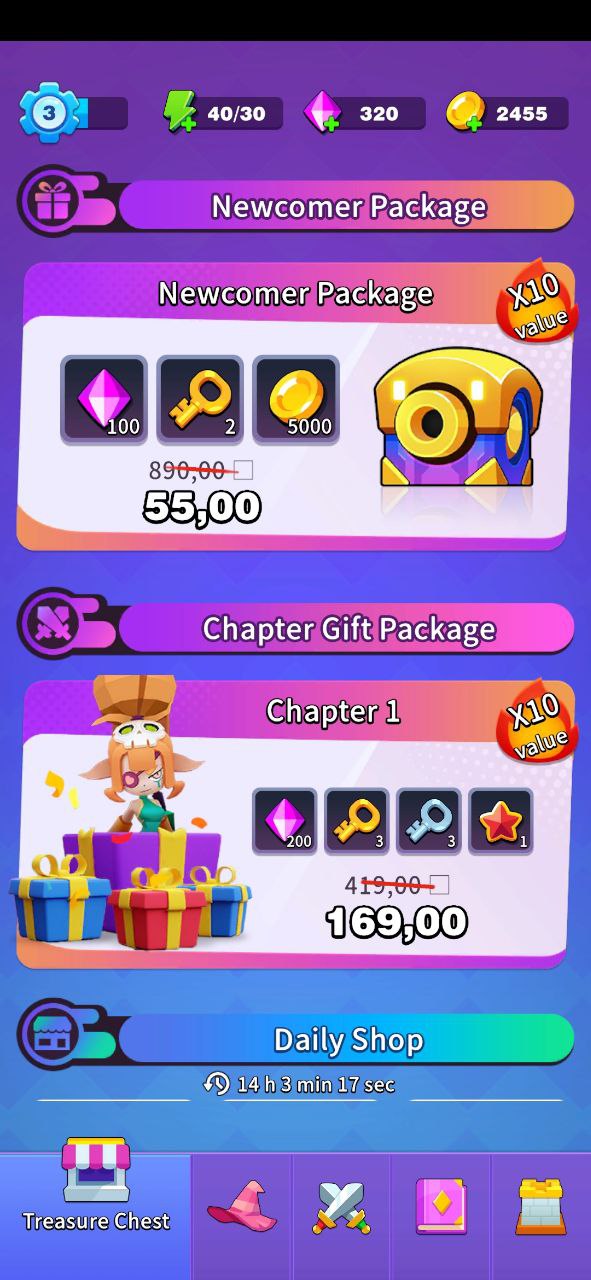 3
40/30
320
2455
Newcomer Package
Newcomer Package
X10
value
100
2
5000
890,00 □
55,00
Chapter Gift Package
Chapter 1
X10
value
200
3
3
1
419,00 □
169,00
Daily Shop
14 h 3 min 17 sec
Treasure Chest